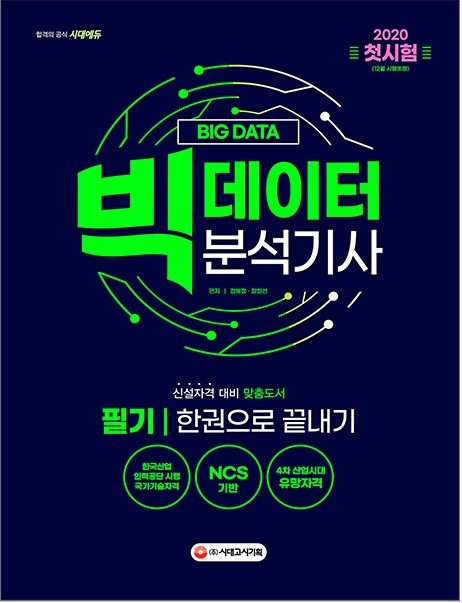 합격의 공식 시대에듀
2020
첫시험
(12월 시행예정)
BIG DATA
빅데이터
분석기사
편저 | 장혜정 · 장민선
신설자격 대비 맞춤도서
필기 | 한권으로 끝내기
한국산업
인력공단 시행
국가기술자격
NCS
기반
4차 산업시대
유망자격
(주)시대고시기획